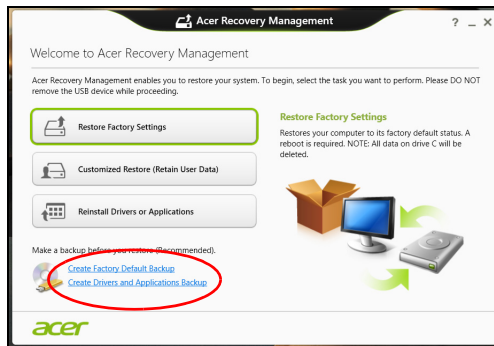 Acer Recovery Management
Welcome to Acer Recovery Management
Acer Recovery Management enables you to restore your system. To begin, select the task you want to perform. Please DO NOT
remove the USB device while proceeding.
Restore Factory Settings
Customized Restore (Retain User Data)
Reinstall Drivers or Applications
Restore Factory Settings
Restores your computer to its factory default status. A
reboot is required. NOTE: All data on drive C will be
deleted.
Make a backup before you restore (Recommended).
Create Factory Default Backup
Create Drivers and Applications Backup
acer